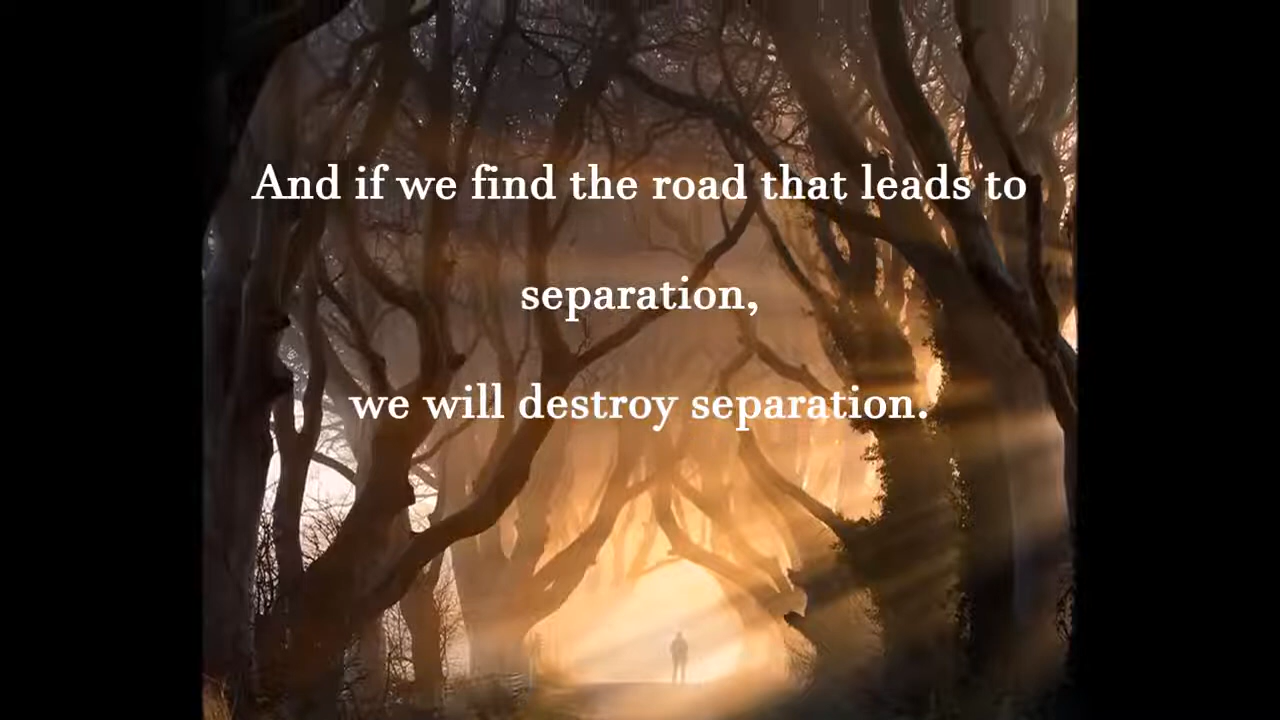 And if we find the road that leads to
separation,
we will destroy separation.